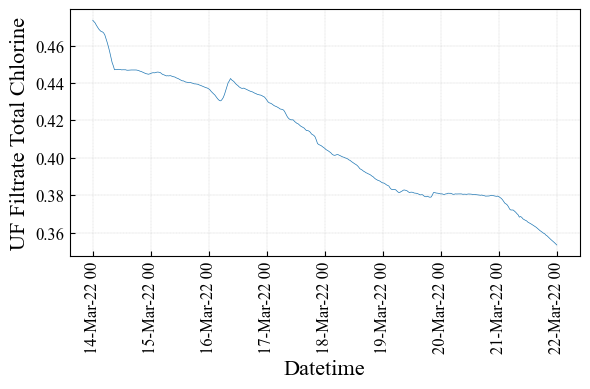 UF Filtrate Total Chlorine
0.46
0.44
0.42
0.40
0.38
0.36
14-Mar-22 00
15-Mar-22 00
16-Mar-22 00
17-Mar-22 00
18-Mar-22 00
19-Mar-22 00
20-Mar-22 00
21-Mar-22 00
22-Mar-22 00
Datetime